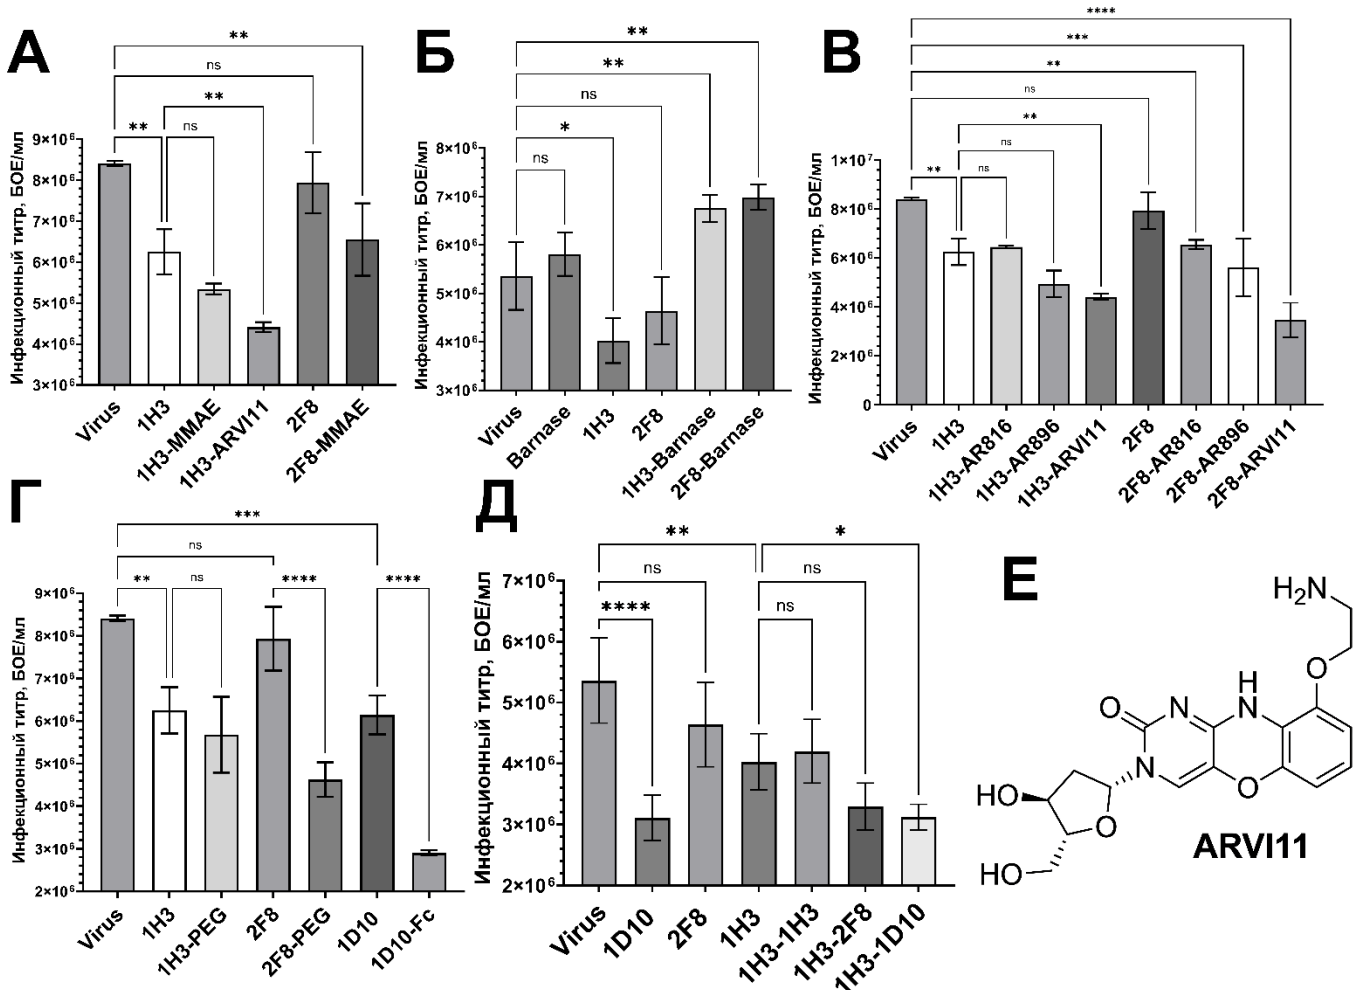 А
**
ns
**
**
ns
Инфекционный титр, БОЕ/мл
9×10⁶
8×10⁶
7×10⁶
6×10⁶
5×10⁶
4×10⁶
3×10⁶
Virus
1H3
1H3-MMAE
1H3-ARVI11
2F8
2F8-MMAE
Б
**
**
ns
*
ns
Инфекционный титр, БОЕ/мл
8×10⁶
7×10⁶
6×10⁶
5×10⁶
4×10⁶
3×10⁶
Virus
Barnase
1H3
2F8
1H3-Barnase
2F8-Barnase
В
****
***
**
ns
**
ns
**
ns
Инфекционный титр, БОЕ/мл
1×10⁷
8×10⁶
6×10⁶
4×10⁶
2×10⁶
0
Virus
1H3
1H3-AR816
1H3-AR896
1H3-ARVI11
2F8
2F8-AR816
2F8-AR896
2F8-ARVI11
Г
***
ns
**
ns
****
****
Инфекционный титр, БОЕ/мл
9×10⁶
8×10⁶
7×10⁶
6×10⁶
5×10⁶
4×10⁶
3×10⁶
2×10⁶
Virus
1H3
1H3-PEG
2F8
2F8-PEG
1D10
1D10-Fc
Д
**
*
ns
ns
****
ns
Инфекционный титр, БОЕ/мл
7×10⁶
6×10⁶
5×10⁶
4×10⁶
3×10⁶
2×10⁶
Virus
1D10
2F8
1H3
1H3-1H3
1H3-2F8
1H3-1D10
Е
H₂N
O
H
N
N
O
N
O
HO
O
HO
ARVI11